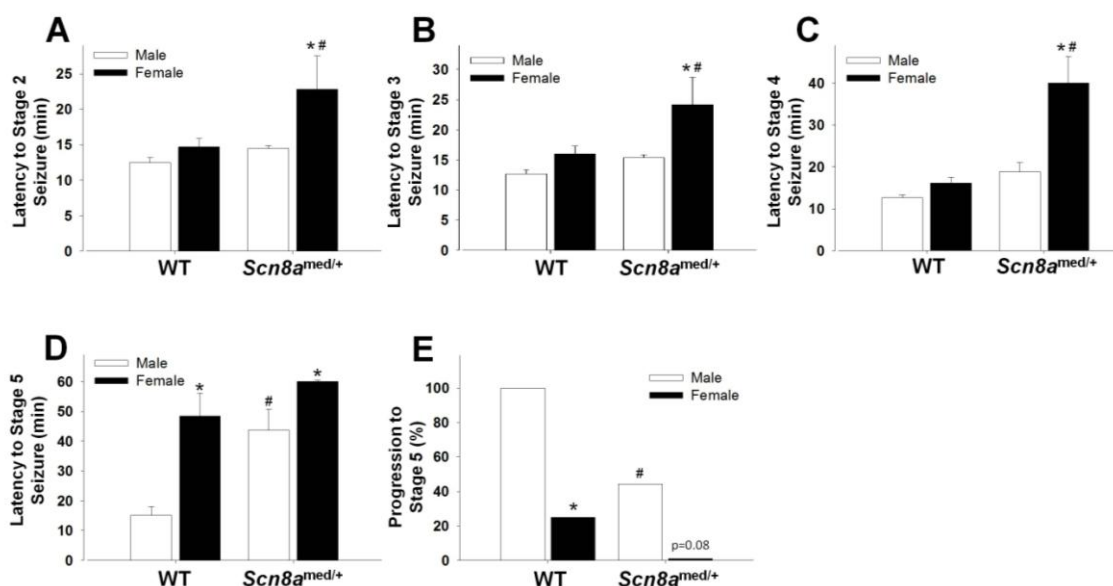 A
Male
Female
Latency to Stage 2
Seizure (min)
25
20
15
10
5
0
*#
WT
Scn8amed/+
B
Male
Female
Latency to Stage 3
Seizure (min)
30
25
20
15
10
5
0
*#
WT
Scn8amed/+
C
Male
Female
Latency to Stage 4
Seizure (min)
40
30
20
10
0
*#
WT
Scn8amed/+
D
Male
Female
Latency to Stage 5
Seizure (min)
60
50
40
30
20
10
0
*
#
*
WT
Scn8amed/+
E
Male
Female
Progression to
Stage 5 (%)
100
80
60
40
20
0
*
#
p=0.08
WT
Scn8amed/+